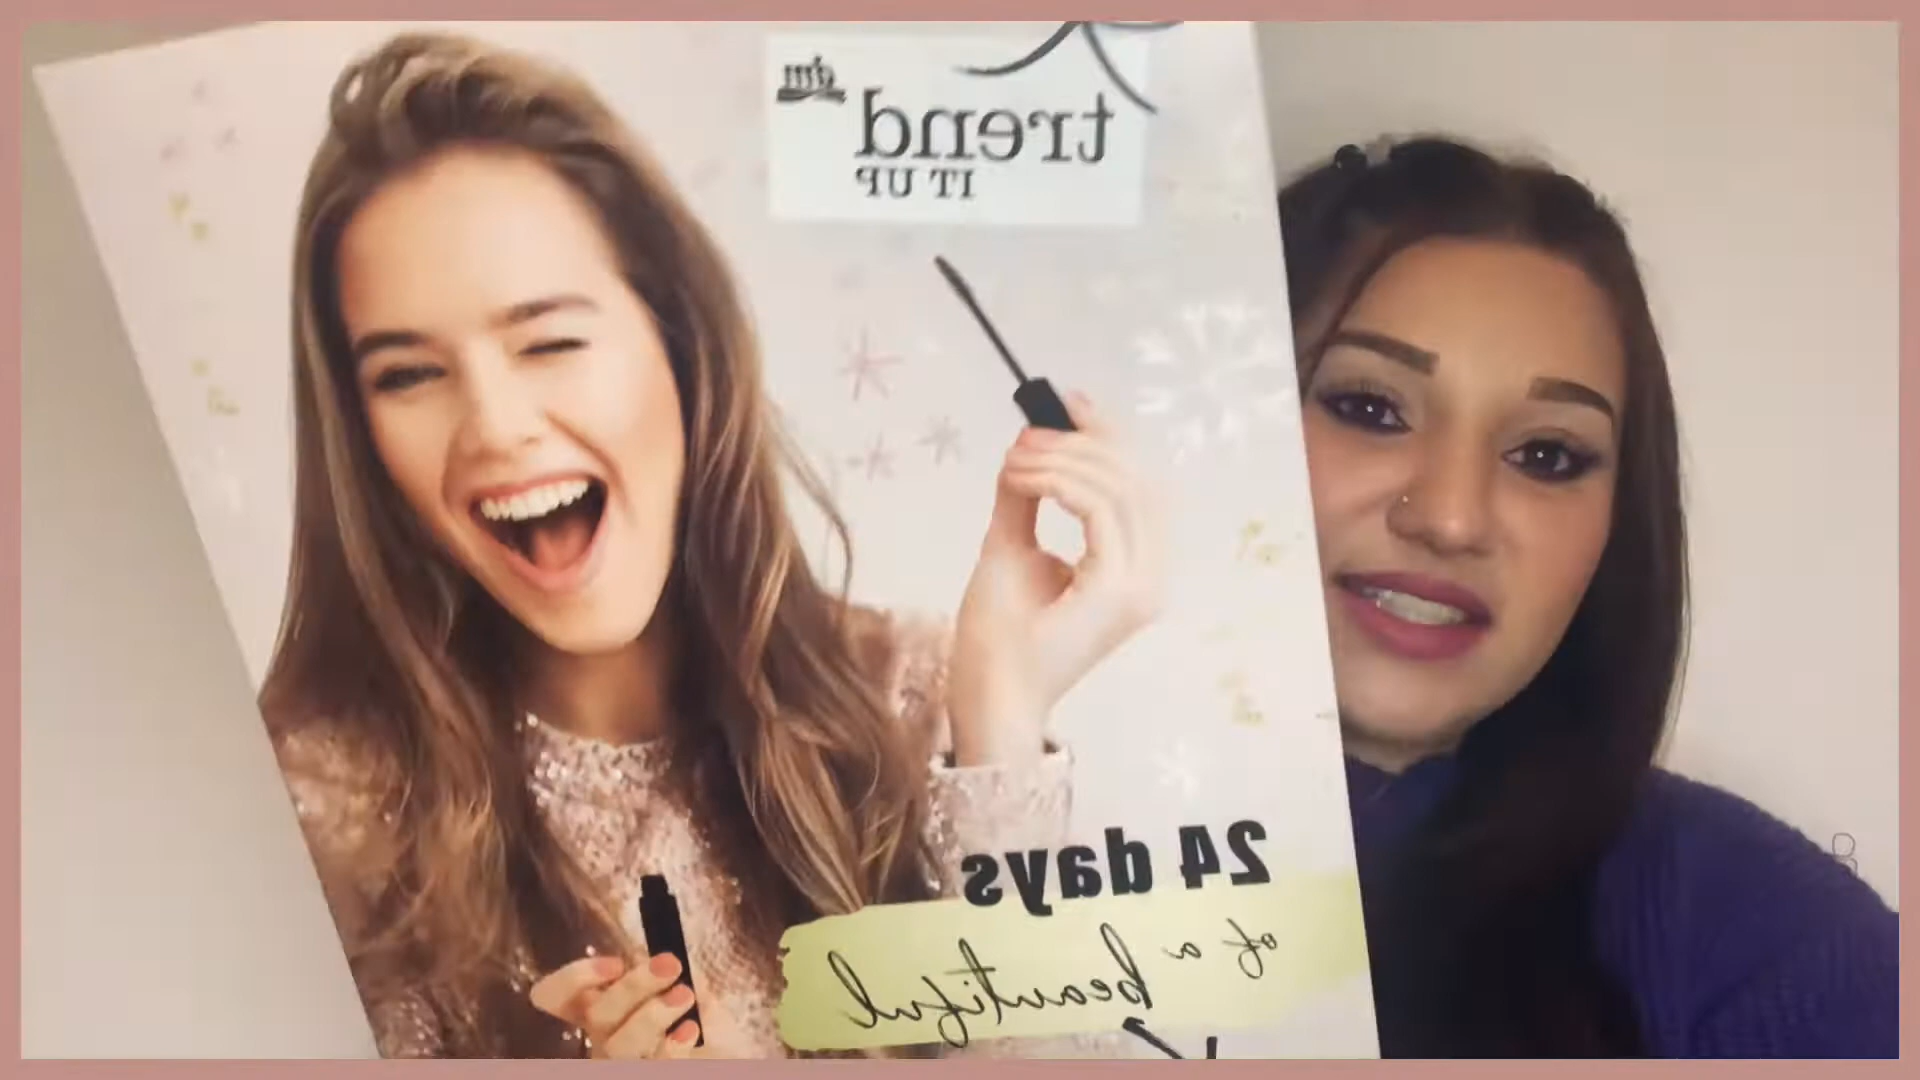 dm
trend
IT UP
24 days
of a beautiful